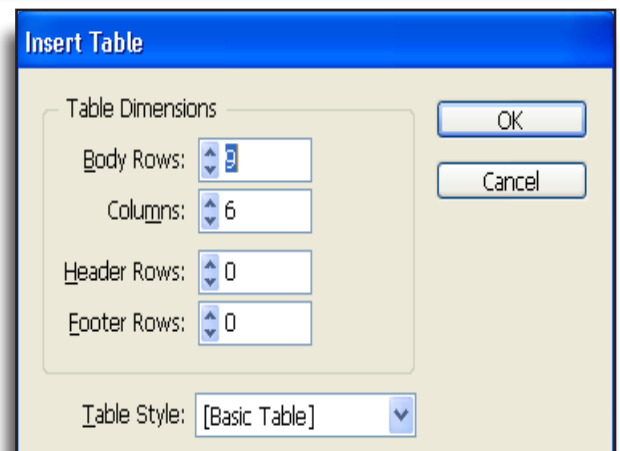 Insert Table
Table Dimensions
OK
Body Rows: 9
Cancel
Columns: 6
Header Rows: 0
Footer Rows: 0
Table Style: [Basic Table]